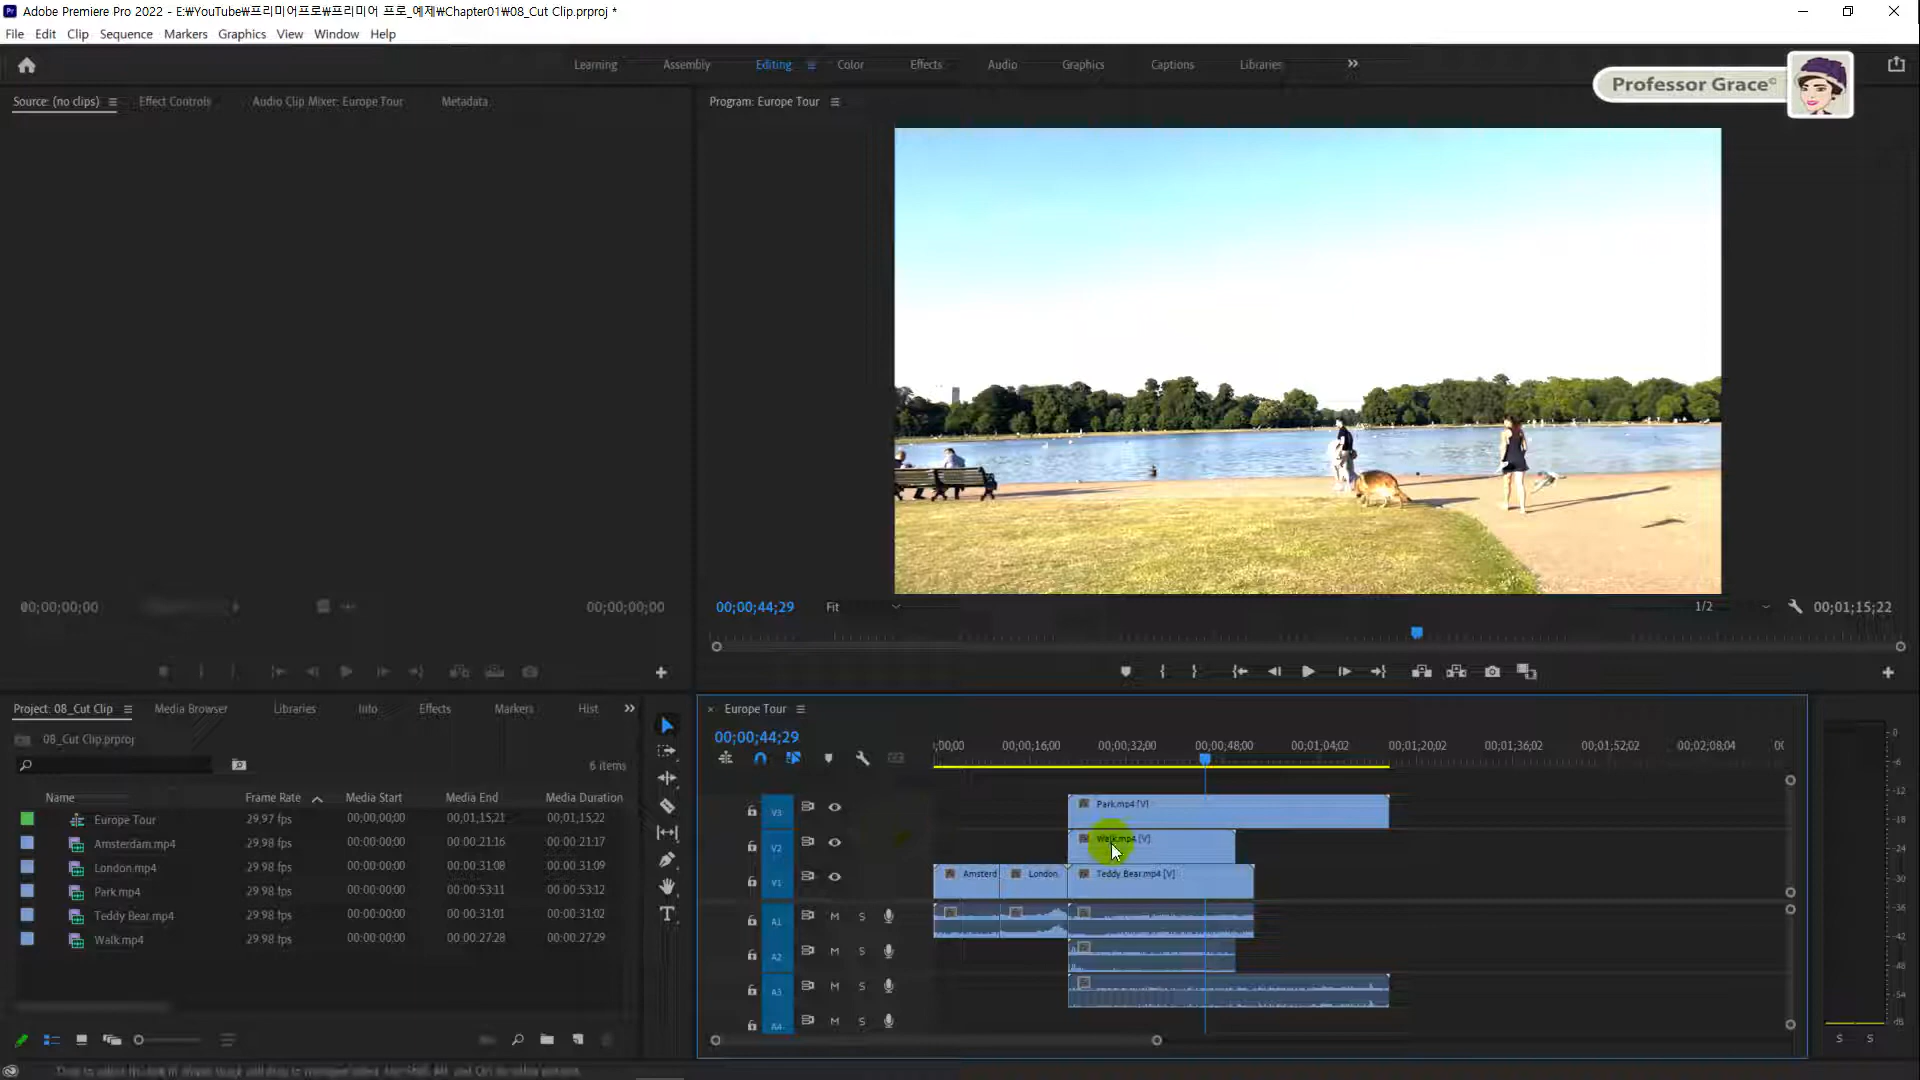 Adobe Premiere Pro 2022 - E:₩YouTube₩프리미어프로₩프리미어 프로_예제₩Chapter01₩08_Cut Clip.prproj *
File Edit Clip Sequence Markers Graphics View Window Help
Learning Assembly Editing Color Effects Audio Graphics Captions Libraries
Professor Grace©
Source: (no clips) Effect Controls Audio Clip Mixer: Europe Tour Metadata
Program: Europe Tour
00;00;00;00 00;00;00;00
00;00;44;29 Fit 1/2 00;01;15;22
Project: 08_Cut Clip Media Browser Libraries Info Effects Markers Hist
08_Cut Clip.prproj
6 items
Name Frame Rate Media Start Media End Media Duration
Europe Tour 29.97 fps 00;00;00;00 00;01;15;21 00;01;15;22
Amsterdam.mp4 29.98 fps 00:00:00:00 00:00:21:16 00:00:21:17
London.mp4 29.98 fps 00:00:00:00 00:00:31:08 00:00:31:09
Park.mp4 29.98 fps 00:00:00:00 00:00:53:11 00:00:53:12
Teddy Bear.mp4 29.98 fps 00:00:00:00 00:00:31:01 00:00:31:02
Walk.mp4 29.98 fps 00:00:00:00 00:00:27:28 00:00:27:29
Europe Tour
00;00;44;29
;00;00 00;00;16;00 00;00;32;00 00;00;48;00 00;01;04;02 00;01;20;02 00;01;36;02 00;01;52;02 00;02;08;04 00
V3 Park.mp4 [V]
V2 Walk.mp4 [V]
V1 Amsterd London Teddy Bear.mp4 [V]
A1 M S
A2 M S
A3 M S
A4 M S
0
-6
-12
-18
-24
-30
-36
-42
-48
-54
dB
S S